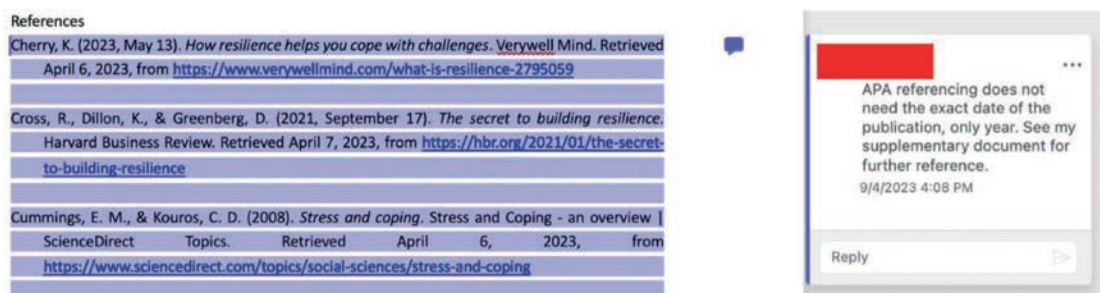 References
Cherry, K. (2023, May 13). How resilience helps you cope with challenges. Verywell Mind. Retrieved
April 6, 2023, from https://www.verywellmind.com/what-is-resilience-2795059
Cross, R., Dillon, K., & Greenberg, D. (2021, September 17). The secret to building resilience.
Harvard Business Review. Retrieved April 7, 2023, from https://hbr.org/2021/01/the-secret-
to-building-resilience
Cummings, E. M., & Kouros, C. D. (2008). Stress and coping. Stress and Coping - an overview |
ScienceDirect Topics. Retrieved April 6, 2023, from
https://www.sciencedirect.com/topics/social-sciences/stress-and-coping
APA referencing does not
need the exact date of the
publication, only year. See my
supplementary document for
further reference.
9/4/2023 4:08 PM
Reply